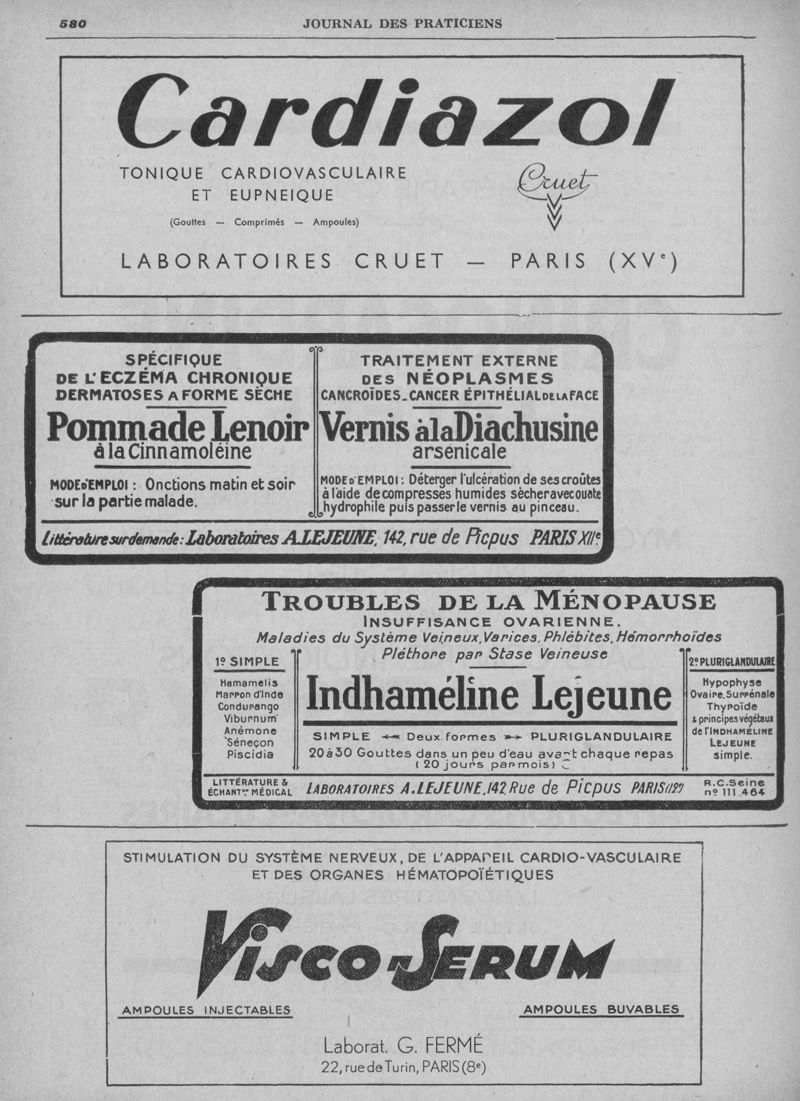 580
JOURNAL DES PRATICIENS
Cardiazol
TONIQUE CARDIOVASCULAIRE
ET EUPNEIQUE
(Gouttes — Comprimés — Ampoules)
Cruet
LABORATOIRES CRUET — PARIS (XVe)
SPÉCIFIQUE
DE L'ECZÉMA CHRONIQUE
DERMATOSES A FORME SÈCHE
Pommade Lenoir
à la Cinnamoléine
MODE D'EMPLOI : Onctions matin et soir
sur la partie malade.
TRAITEMENT EXTERNE
DES NÉOPLASMES
CANCROÏDES_CANCER ÉPITHÉLIAL DE LA FACE
Vernis à la Diachusine
arsénicale
MODE D'EMPLOI : Déterger l'ulcération de ses croûtes
à l'aide de compresses humides sècher avec ouate
hydrophile puis passer le vernis au pinceau.
Littérature sur demande : Laboratoires A. LEJEUNE, 142, rue de Picpus PARIS XIIe
TROUBLES DE LA MÉNOPAUSE
INSUFFISANCE OVARIENNE.
Maladies du Système Veineux, Varices, Phlébites, Hémorrhoïdes
Pléthore par Stase Veineuse
1º SIMPLE
Hamamelis
Marron d'Inde
Condurango
Viburnum
Anémone
Séneçon
Piscidia
Indhaméline Lejeune
SIMPLE Deux formes PLURIGLANDULAIRE
20 à 30 Gouttes dans un peu d'eau avant chaque repas
(20 jours par mois)
2º PLURIGLANDULAIRE
Hypophyse
Ovaire, Surrénale
Thyroïde
& principes végétaux
de l'INDHAMÉLINE
LEJEUNE
simple.
LITTÉRATURE &
ÉCHANTons MÉDICAL
LABORATOIRES A. LEJEUNE, 142 Rue de Picpus PARIS
R.C. Seine
nº 111.464
STIMULATION DU SYSTÈME NERVEUX, DE L'APPAREIL CARDIO-VASCULAIRE
ET DES ORGANES HÉMATOPOÏÉTIQUES
VISCO-SERUM
AMPOULES INJECTABLES
AMPOULES BUVABLES
Laborat. G. FERMÉ
22, rue de Turin, PARIS (8e)